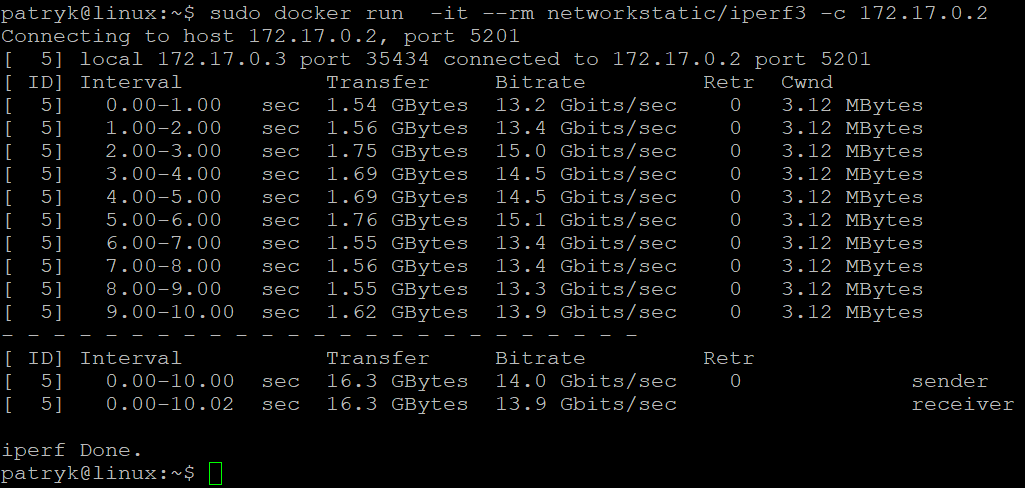 patryk@linux:~$ sudo docker run  -it --rm networkstatic/iperf3 -c 172.17.0.2
Connecting to host 172.17.0.2, port 5201
[  5] local 172.17.0.3 port 35434 connected to 172.17.0.2 port 5201
[ ID] Interval           Transfer     Bitrate         Retr  Cwnd
[  5]   0.00-1.00   sec  1.54 GBytes  13.2 Gbits/sec    0   3.12 MBytes
[  5]   1.00-2.00   sec  1.56 GBytes  13.4 Gbits/sec    0   3.12 MBytes
[  5]   2.00-3.00   sec  1.75 GBytes  15.0 Gbits/sec    0   3.12 MBytes
[  5]   3.00-4.00   sec  1.69 GBytes  14.5 Gbits/sec    0   3.12 MBytes
[  5]   4.00-5.00   sec  1.69 GBytes  14.5 Gbits/sec    0   3.12 MBytes
[  5]   5.00-6.00   sec  1.76 GBytes  15.1 Gbits/sec    0   3.12 MBytes
[  5]   6.00-7.00   sec  1.55 GBytes  13.4 Gbits/sec    0   3.12 MBytes
[  5]   7.00-8.00   sec  1.56 GBytes  13.4 Gbits/sec    0   3.12 MBytes
[  5]   8.00-9.00   sec  1.55 GBytes  13.3 Gbits/sec    0   3.12 MBytes
[  5]   9.00-10.00  sec  1.62 GBytes  13.9 Gbits/sec    0   3.12 MBytes
- - - - - - - - - - - - - - - - - - - - - - - - -
[ ID] Interval           Transfer     Bitrate         Retr
[  5]   0.00-10.00  sec  16.3 GBytes  14.0 Gbits/sec    0             sender
[  5]   0.00-10.02  sec  16.3 GBytes  13.9 Gbits/sec                  receiver

iperf Done.
patryk@linux:~$